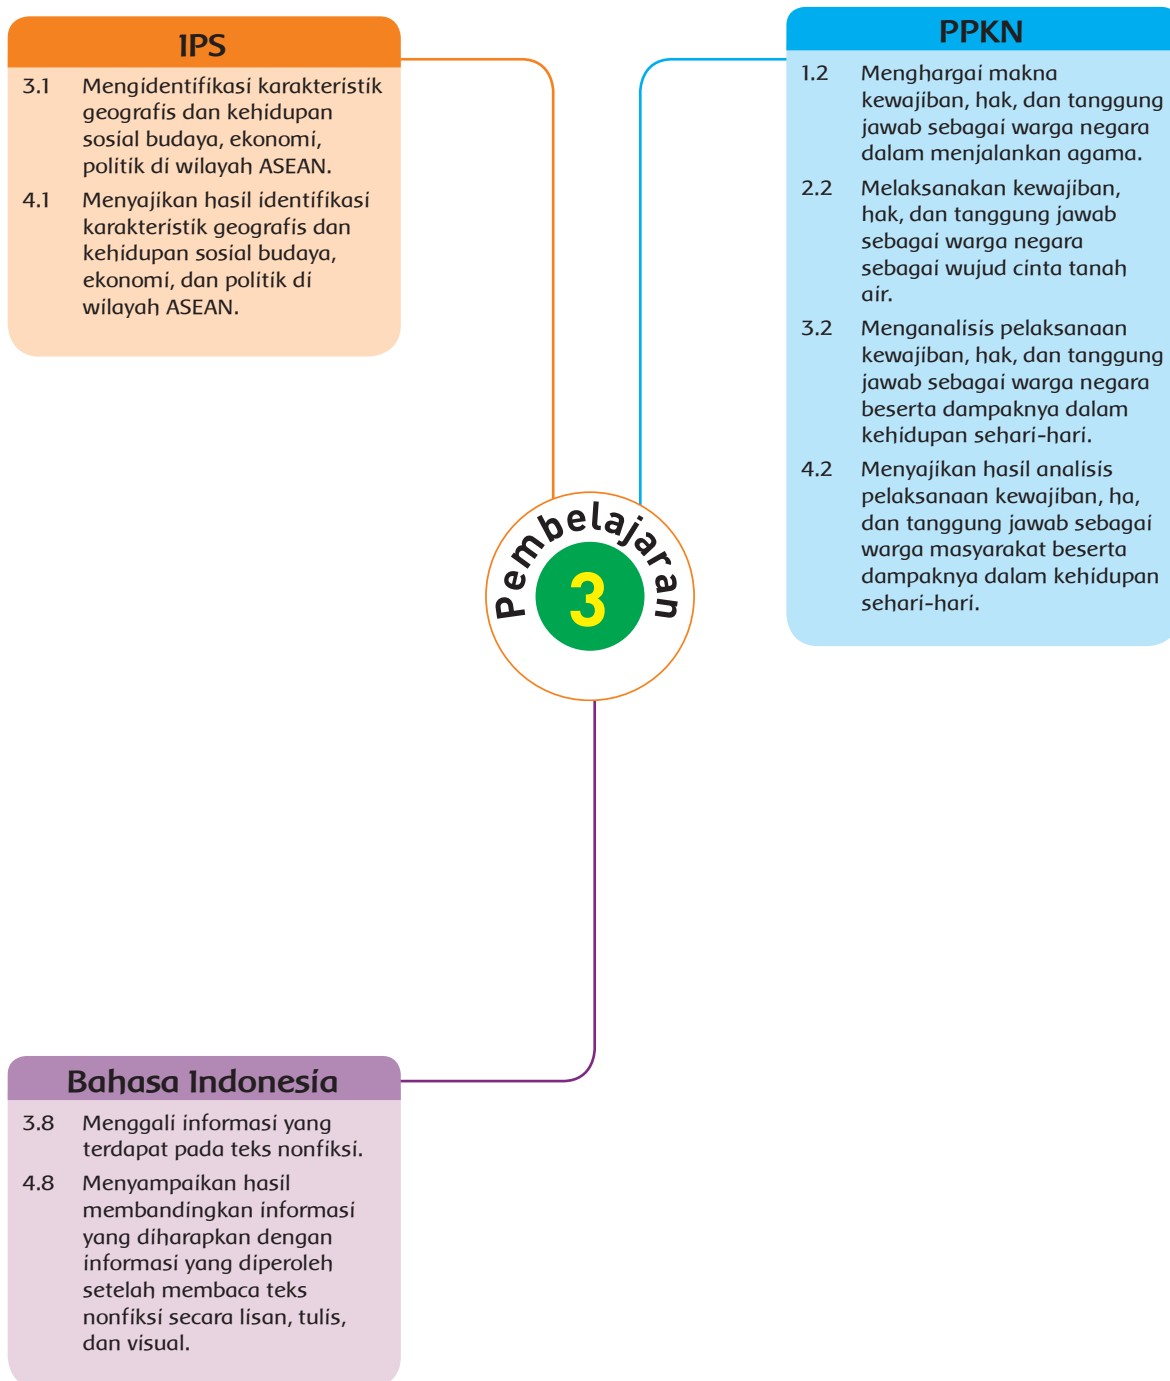 IPS
3.1 Mengidentifikasi karakteristik
geografis dan kehidupan
sosial budaya, ekonomi,
politik di wilayah ASEAN.
4.1 Menyajikan hasil identifikasi
karakteristik geografis dan
kehidupan sosial budaya,
ekonomi, dan politik di
wilayah ASEAN.
PPKN
1.2 Menghargai makna
kewajiban, hak, dan tanggung
jawab sebagai warga negara
dalam menjalankan agama.
2.2 Melaksanakan kewajiban,
hak, dan tanggung jawab
sebagai warga negara
sebagai wujud cinta tanah
air.
3.2 Menganalisis pelaksanaan
kewajiban, hak, dan tanggung
jawab sebagai warga negara
beserta dampaknya dalam
kehidupan sehari-hari.
4.2 Menyajikan hasil analisis
pelaksanaan kewajiban, ha,
dan tanggung jawab sebagai
warga masyarakat beserta
dampaknya dalam kehidupan
sehari-hari.
Pembelajaran
3
Bahasa Indonesia
3.8 Menggali informasi yang
terdapat pada teks nonfiksi.
4.8 Menyampaikan hasil
membandingkan informasi
yang diharapkan dengan
informasi yang diperoleh
setelah membaca teks
nonfiksi secara lisan, tulis,
dan visual.